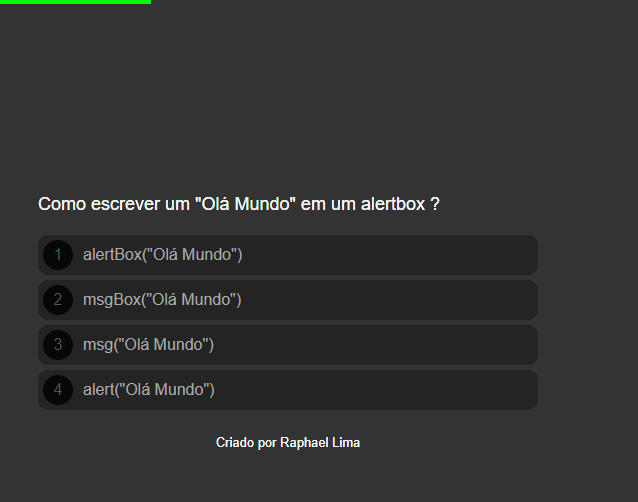 Como escrever um "Olá Mundo" em um alertbox ?
1 alertBox("Olá Mundo")
2 msgBox("Olá Mundo")
3 msg("Olá Mundo")
4 alert("Olá Mundo")
Criado por Raphael Lima